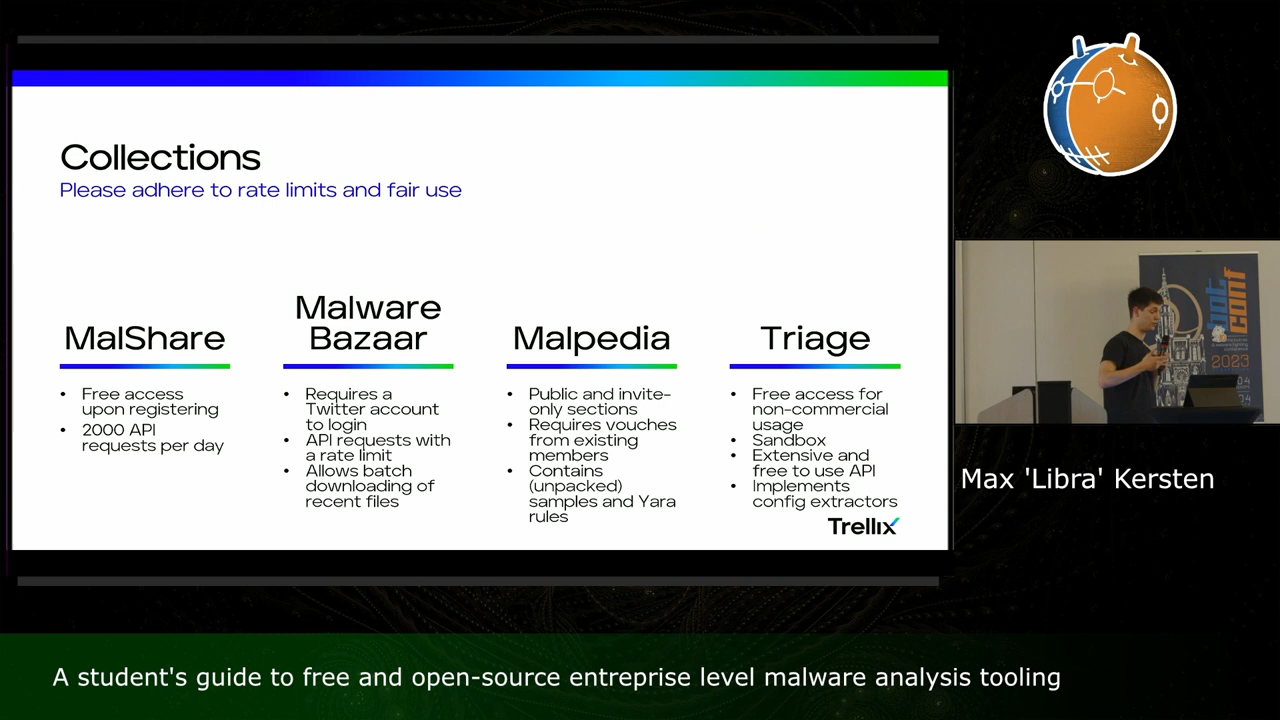 Collections
Please adhere to rate limits and fair use
MalShare
• Free access
upon registering
• 2000 API
requests per day
Malware
Bazaar
• Requires a
Twitter account
to login
• API requests with
a rate limit
• Allows batch
downloading of
recent files
Malpedia
• Public and invite-
only sections
• Requires vouches
from existing
members
• Contains
(unpacked)
samples and Yara
rules
Triage
• Free access for
non-commercial
usage
• Sandbox
• Extensive and
free to use API
• Implements
config extractors
Trellix
conf
2023
Max 'Libra' Kersten
A student's guide to free and open-source entreprise level malware analysis tooling